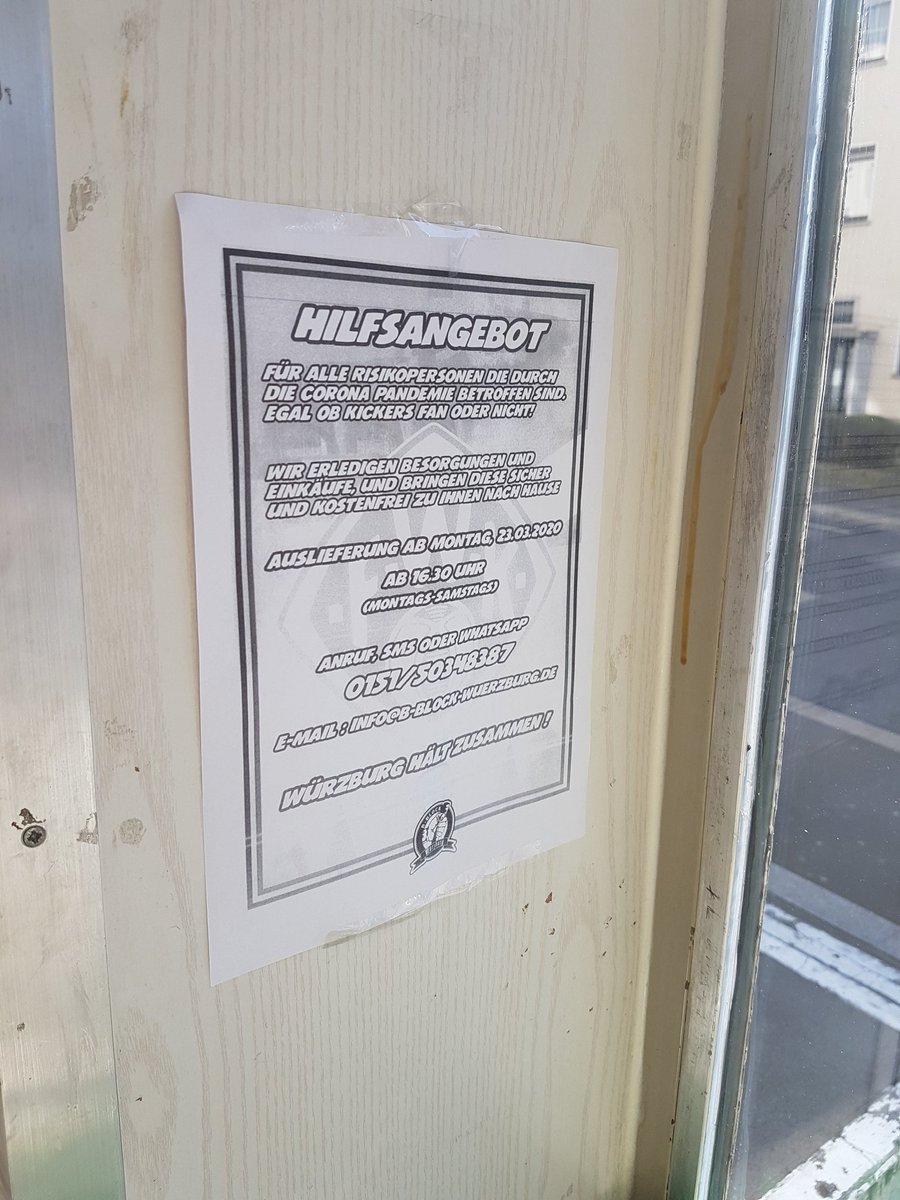 HILFSANGEBOT
FÜR ALLE RISIKOPERSONEN DIE DURCH
DIE CORONA PANDEMIE BETROFFEN SIND.
EGAL OB KICKERS FAN ODER NICHT!
WIR ERLEDIGEN BESORGUNGEN UND
EINKÄUFE, UND BRINGEN DIESE SICHER
UND KOSTENFREI ZU IHNEN NACH HAUSE
AUSLIEFERUNG AB MONTAG, 23.03.2020
AB 16.30 UHR
(MONTAGS-SAMSTAGS)
ANRUF, SMS ODER WHATSAPP
0151/50348387
E-MAIL : INFO@B-BLOCK-WUERZBURG.DE
WÜRZBURG HÄLT ZUSAMMEN !